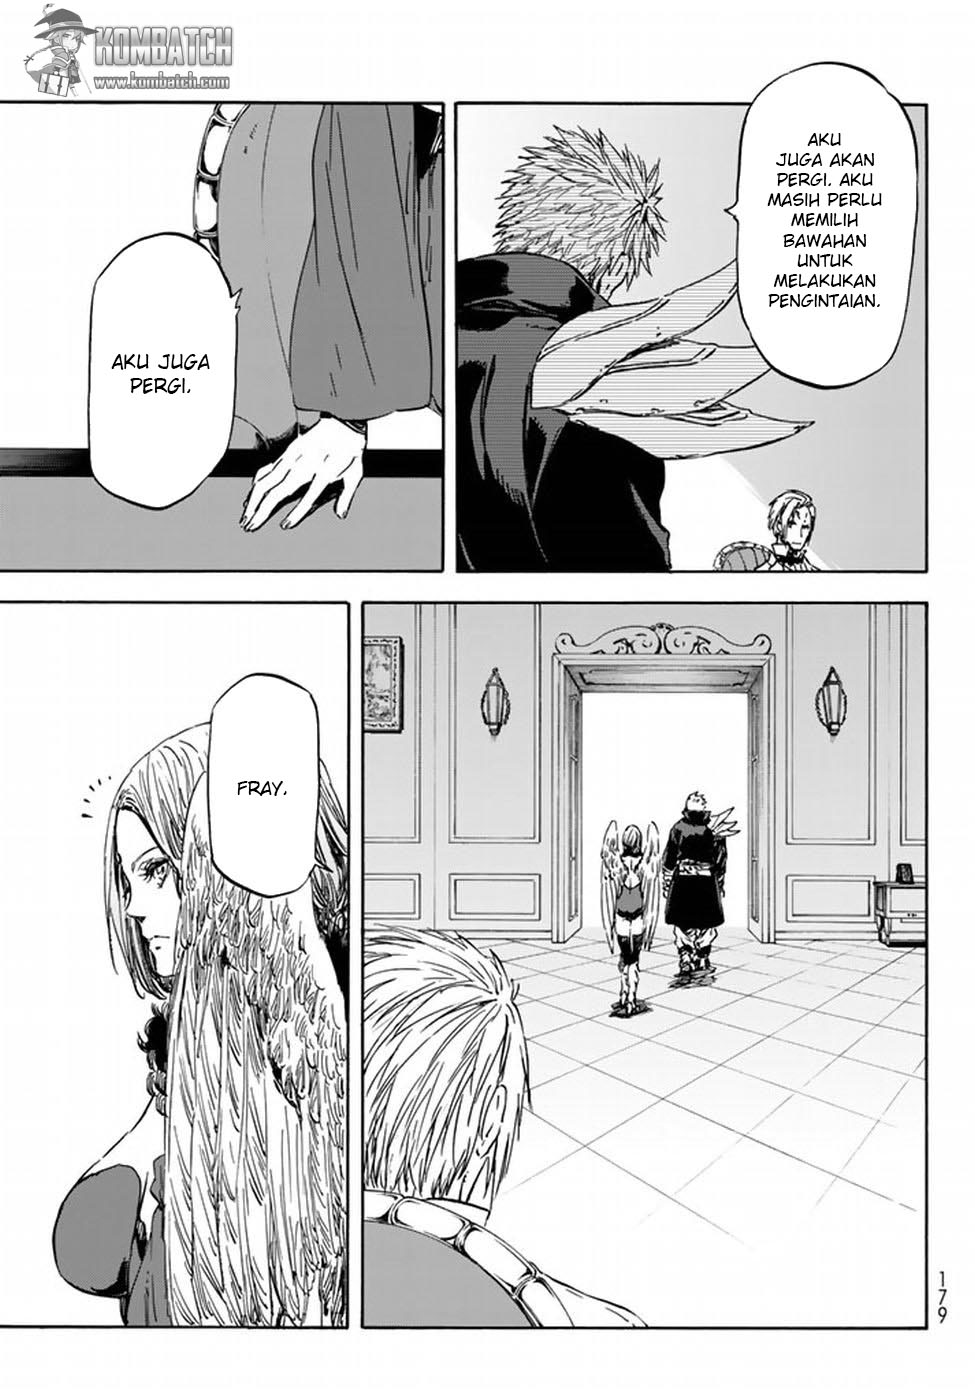 KOMBATCH
www.kombatch.com
AKU
JUGA AKAN
PERGI. AKU
MASIH PERLU
MEMILIH
BAWAHAN
UNTUK
MELAKUKAN
PENGINTAIAN.
AKU JUGA
PERGI.
FRAY.
179